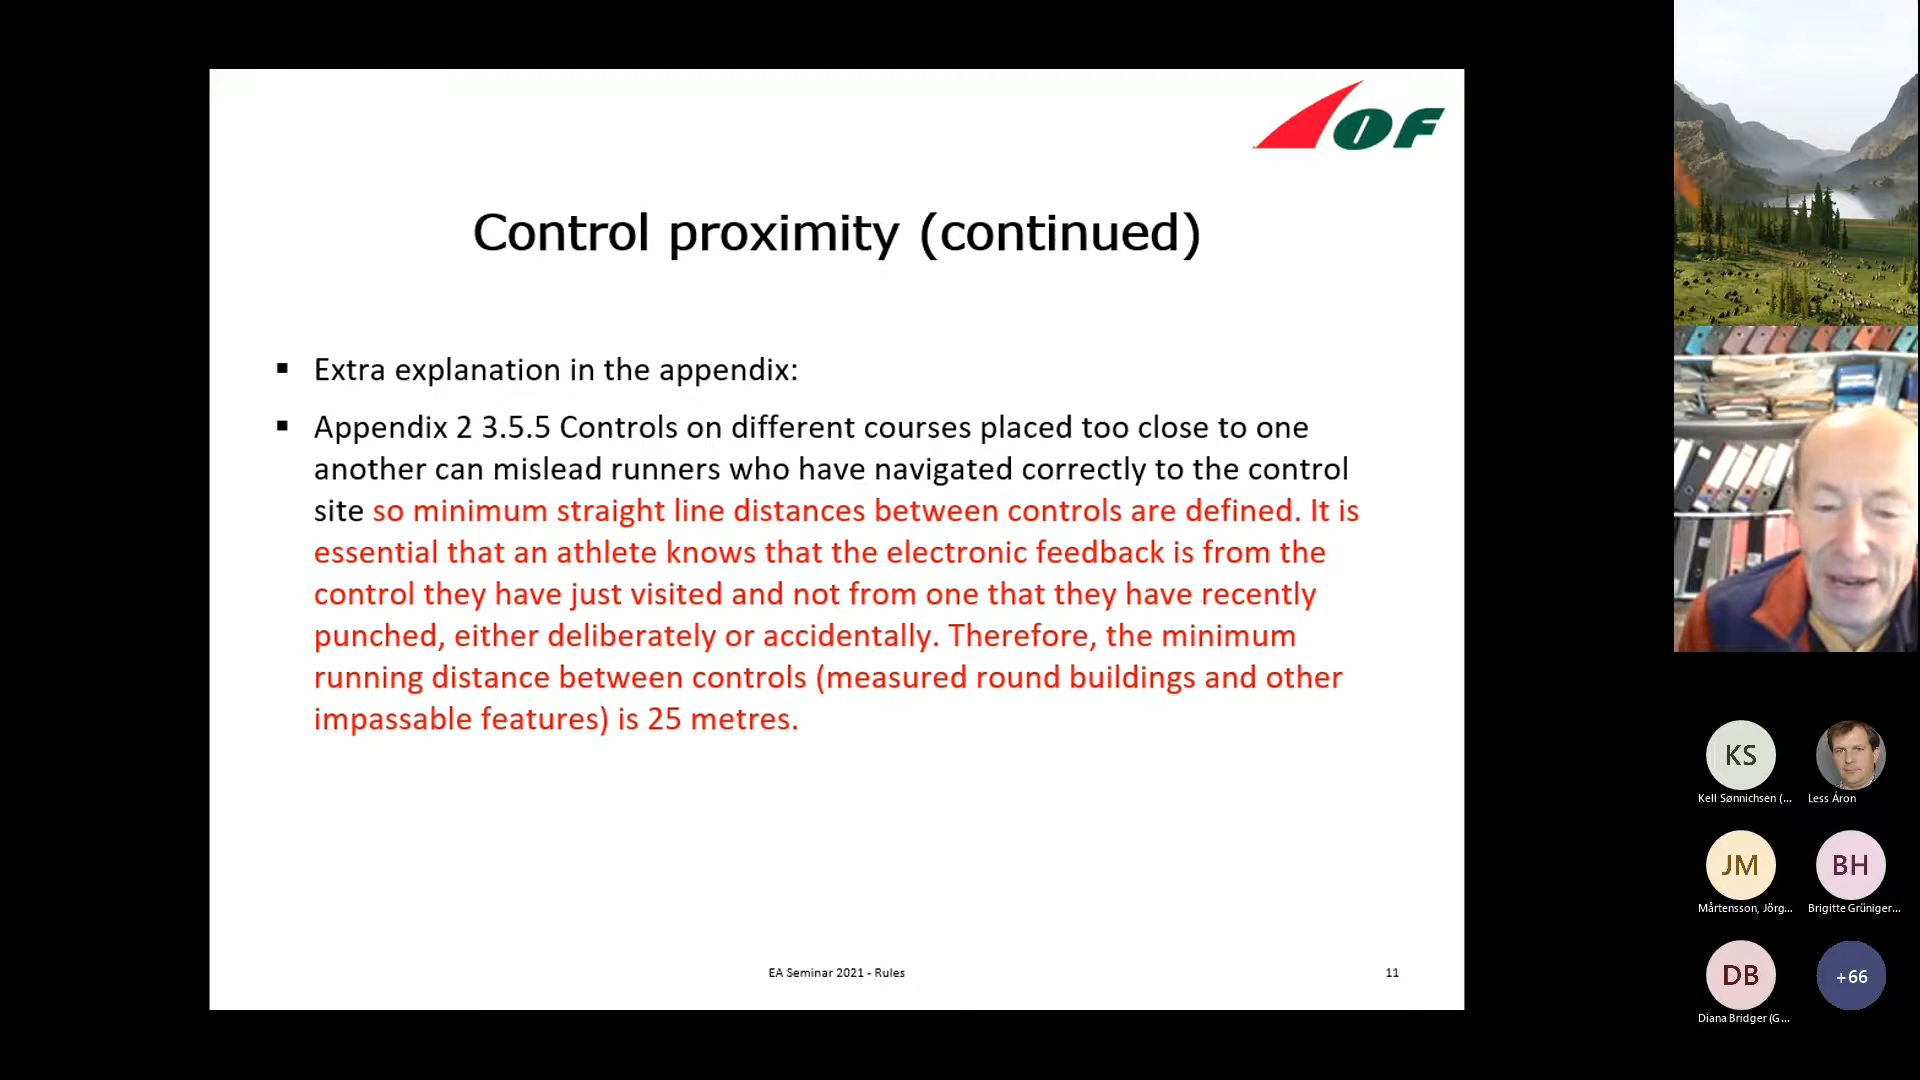 IOF
Control proximity (continued)
▪ Extra explanation in the appendix:
▪ Appendix 2 3.5.5 Controls on different courses placed too close to one
another can mislead runners who have navigated correctly to the control
site so minimum straight line distances between controls are defined. It is
essential that an athlete knows that the electronic feedback is from the
control they have just visited and not from one that they have recently
punched, either deliberately or accidentally. Therefore, the minimum
running distance between controls (measured round buildings and other
impassable features) is 25 metres.
EA Seminar 2021 - Rules
11
KS
Kell Sønnichsen (...
Less Áron
JM
Mårtensson, Jörg...
BH
Brigitte Grüniger...
DB
Diana Bridger (G...
+66